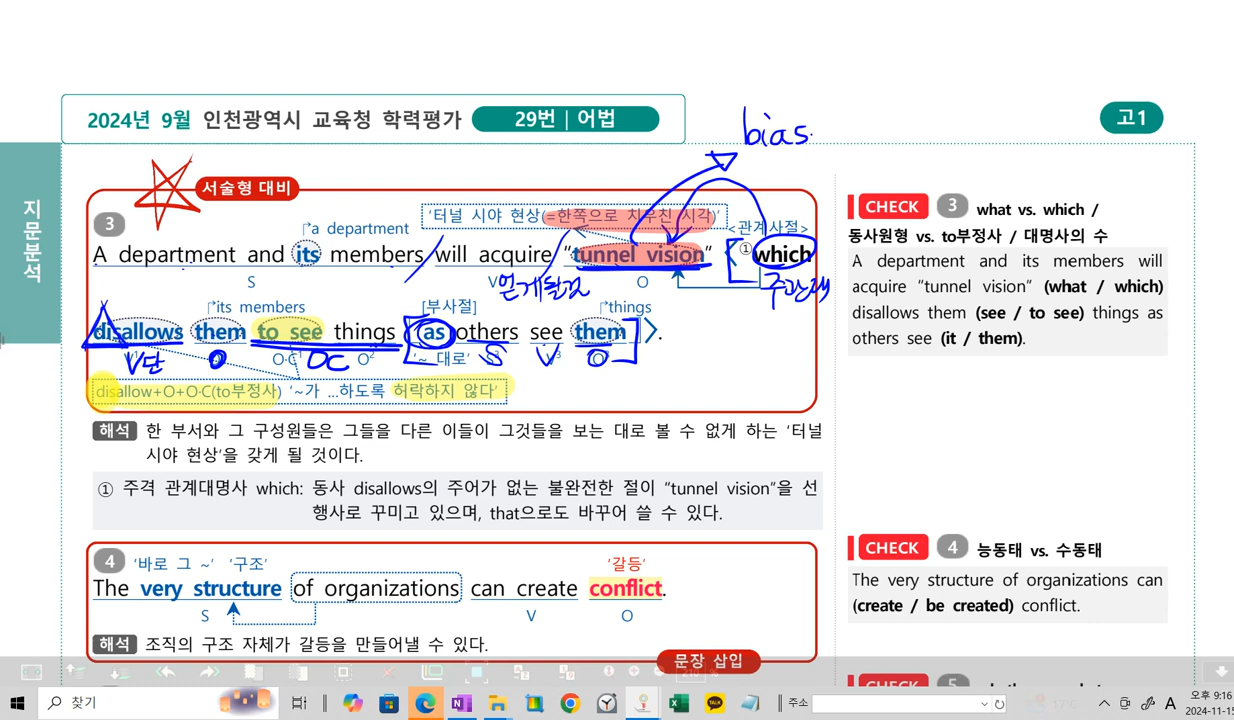 bias.
2024년 9월 인천광역시 교육청 학력평가 29번 | 어법
고1
지문분석
서술형 대비
3
'터널 시야 현상(=한쪽으로 치우친 시각)'
a department
<관계사절>
A department and its members will acquire "tunnel vision" ① which
S V O
얻게될것 주관대
its members [부사절] things
disallows them to see things as others see them.
O·C¹ O² '~ 대로' V³
V단 O OC S V O
disallow+O+O·C(to부정사) '~가 …하도록 허락하지 않다'
해석 한 부서와 그 구성원들은 그들을 다른 이들이 그것들을 보는 대로 볼 수 없게 하는 '터널
시야 현상'을 갖게 될 것이다.
① 주격 관계대명사 which: 동사 disallows의 주어가 없는 불완전한 절이 "tunnel vision"을 선
행사로 꾸미고 있으며, that으로도 바꾸어 쓸 수 있다.
4
'바로 그 ~' '구조' '갈등'
The very structure of organizations can create conflict.
S V O
해석 조직의 구조 자체가 갈등을 만들어낼 수 있다.
문장 삽입
CHECK 3 what vs. which /
동사원형 vs. to부정사 / 대명사의 수
A department and its members will
acquire "tunnel vision" (what / which)
disallows them (see / to see) things as
others see (it / them).
CHECK 4 능동태 vs. 수동태
The very structure of organizations can
(create / be created) conflict.
CHECK 5
찾기
주소
A
오후 9:16
2024-11-15